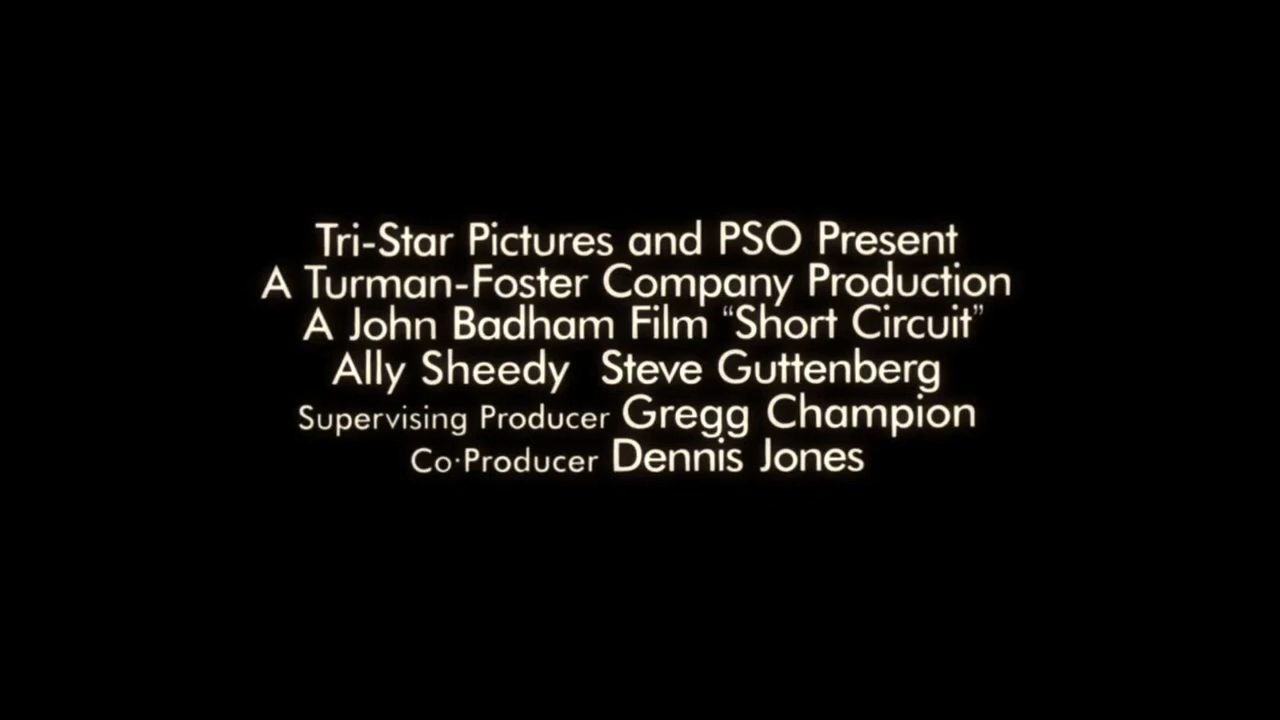 Tri-Star Pictures and PSO Present
A Turman-Foster Company Production
A John Badham Film “Short Circuit”
Ally Sheedy Steve Guttenberg
Supervising Producer Gregg Champion
Co·Producer Dennis Jones